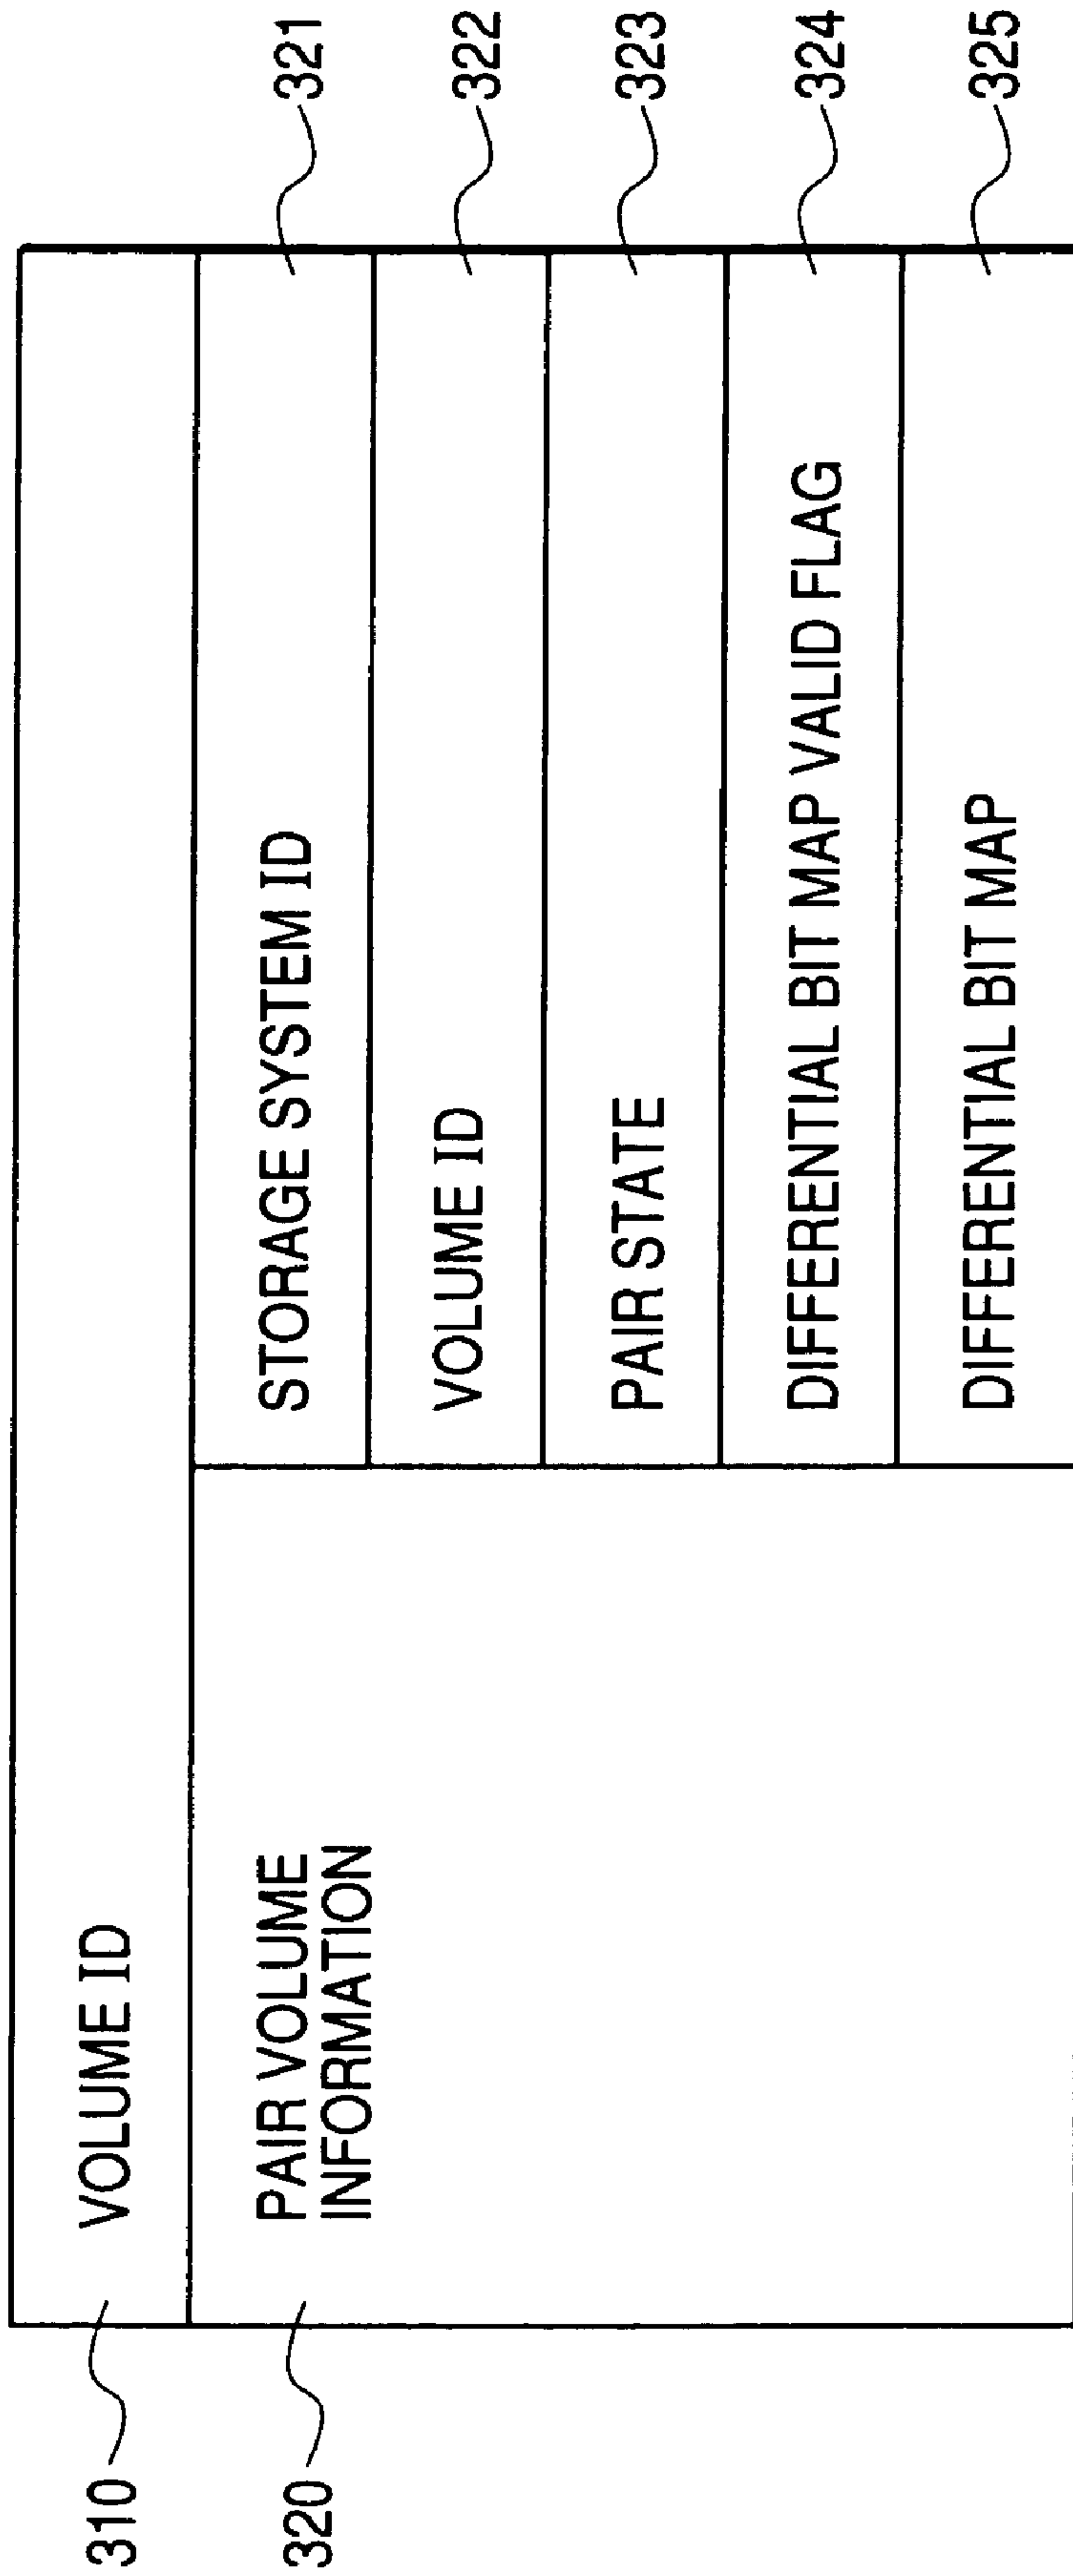 310
VOLUME ID
320
PAIR VOLUME
INFORMATION
STORAGE SYSTEM ID
321
VOLUME ID
322
PAIR STATE
323
DIFFERENTIAL BIT MAP VALID FLAG
324
DIFFERENTIAL BIT MAP
325